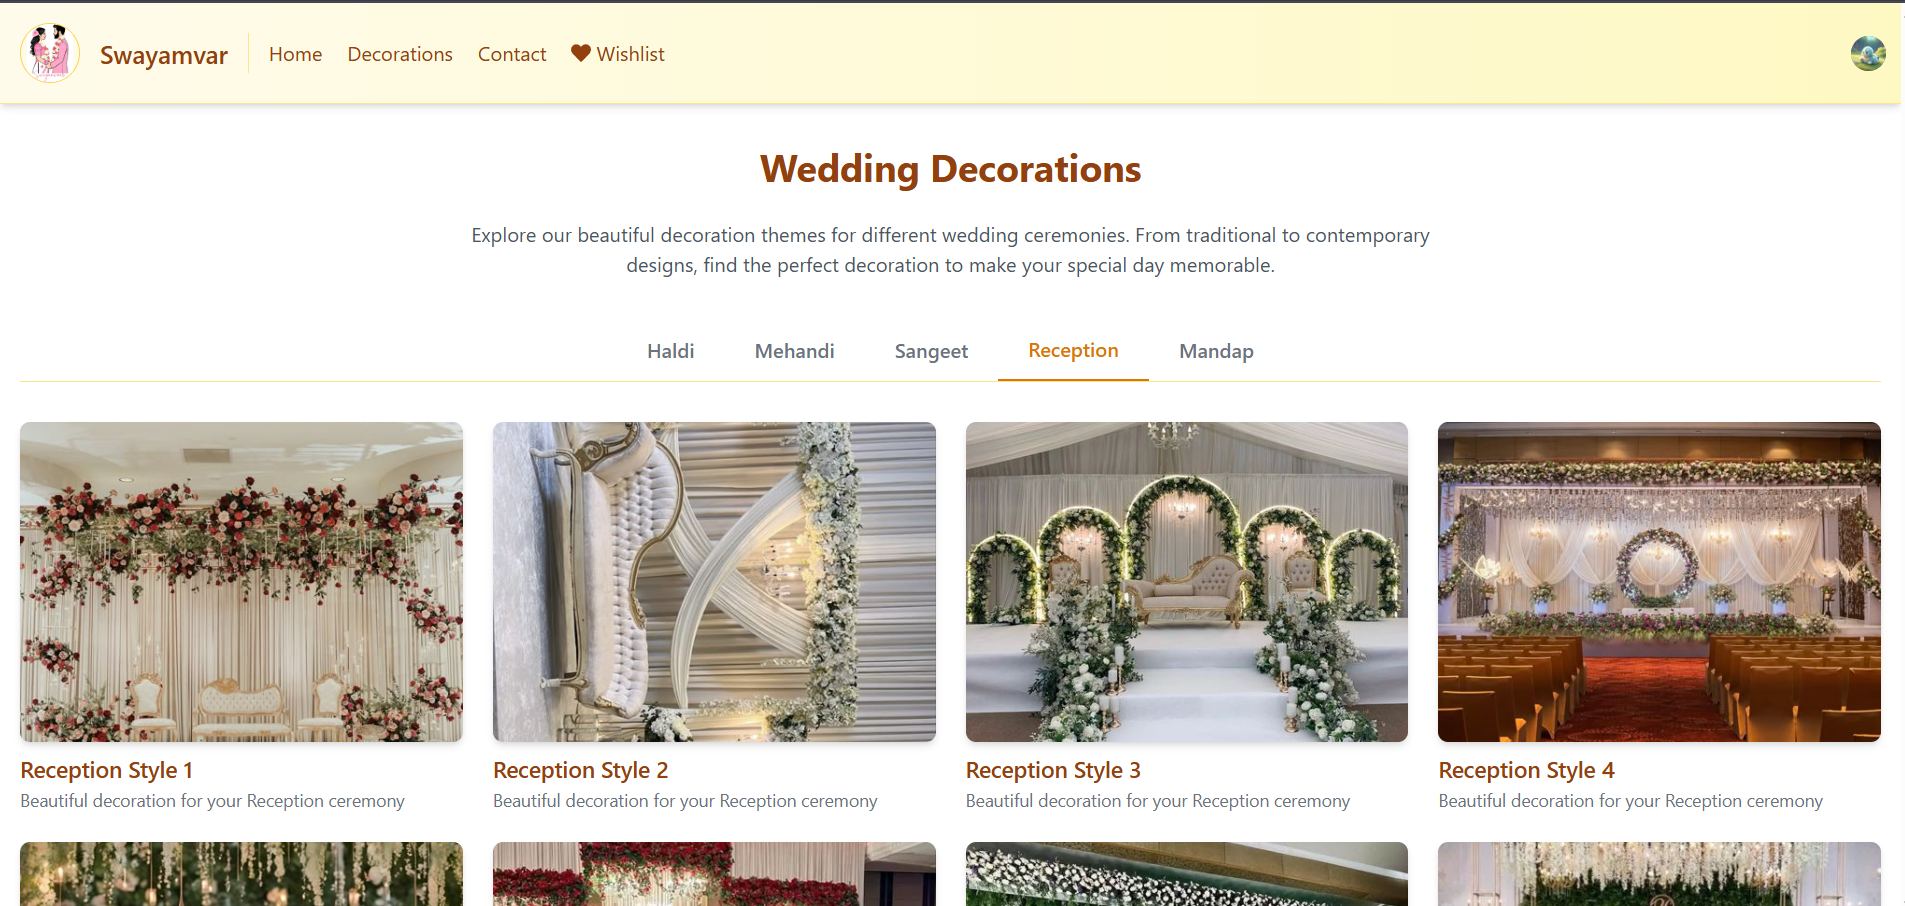 Swayamvar
Home
Decorations
Contact
Wishlist
Wedding Decorations
Explore our beautiful decoration themes for different wedding ceremonies. From traditional to contemporary
designs, find the perfect decoration to make your special day memorable.
Haldi
Mehandi
Sangeet
Reception
Mandap
Reception Style 1
Beautiful decoration for your Reception ceremony
Reception Style 2
Beautiful decoration for your Reception ceremony
Reception Style 3
Beautiful decoration for your Reception ceremony
Reception Style 4
Beautiful decoration for your Reception ceremony